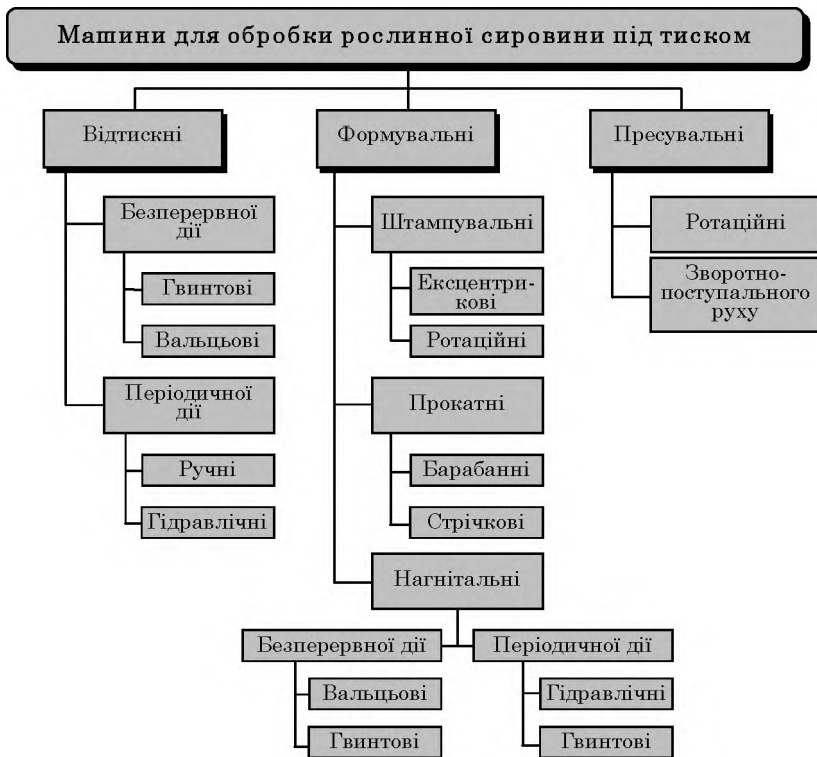 Машини для обробки рослинної сировини під тиском
Відтискні
Формувальні
Пресувальні
Безперервної
дії
Гвинтові
Вальцьові
Періодичної
дії
Ручні
Гідравлічні
Штампувальні
Ексцентри-
кові
Ротаційні
Прокатні
Барабанні
Стрічкові
Нагнітальні
Безперервної дії
Вальцьові
Гвинтові
Періодичної дії
Гідравлічні
Гвинтові
Ротаційні
Зворотно-
поступального
руху